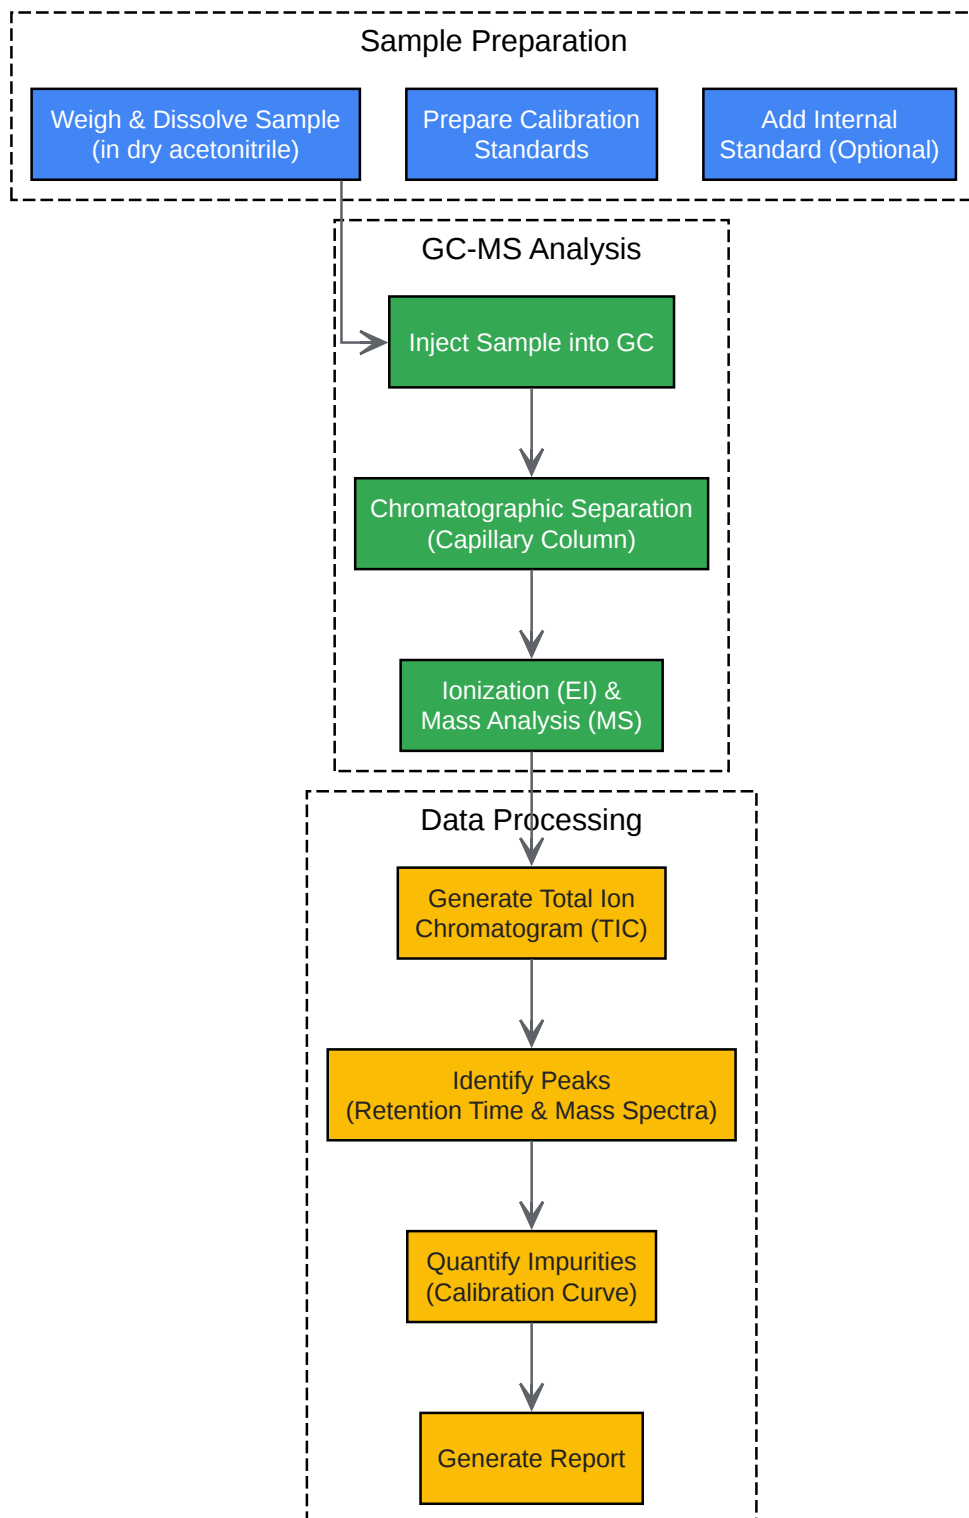 Sample Preparation
Weigh & Dissolve Sample
(in dry acetonitrile)
Prepare Calibration
Standards
Add Internal
Standard (Optional)
GC-MS Analysis
Inject Sample into GC
Chromatographic Separation
(Capillary Column)
Ionization (EI) &
Mass Analysis (MS)
Data Processing
Generate Total Ion
Chromatogram (TIC)
Identify Peaks
(Retention Time & Mass Spectra)
Quantify Impurities
(Calibration Curve)
Generate Report